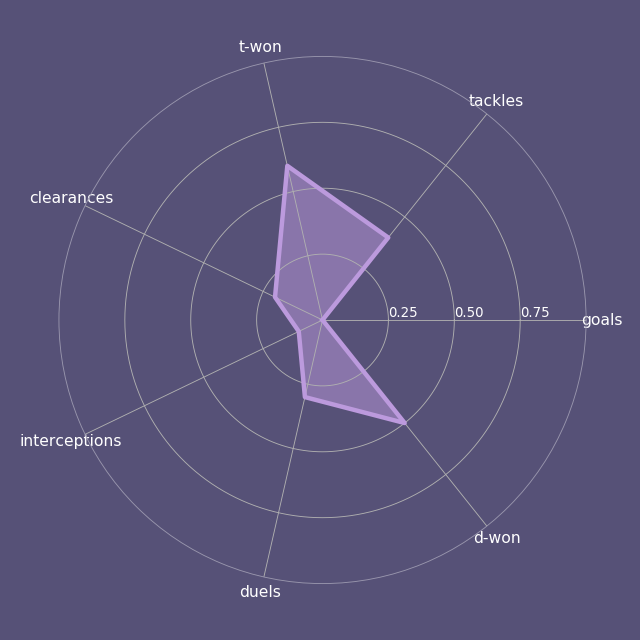 t-won
tackles
clearances
0.25 0.50 0.75
goals
interceptions
d-won
duels